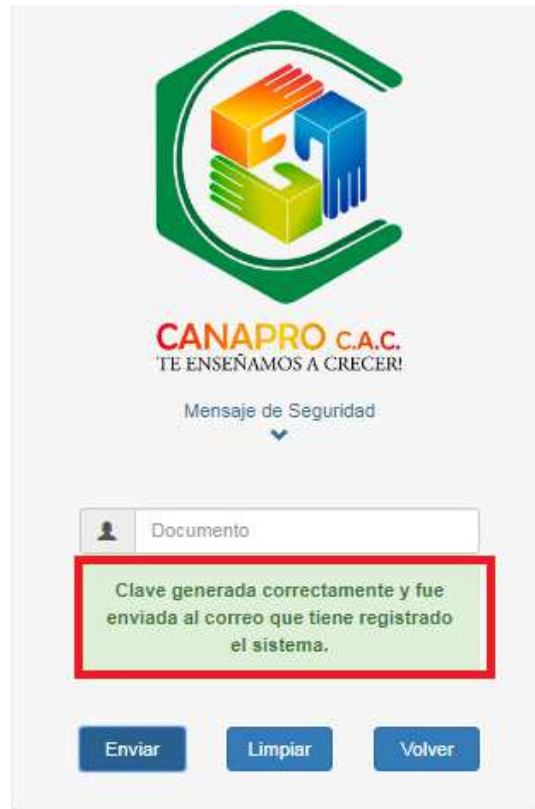 CANAPRO C.A.C.
TE ENSEÑAMOS A CRECER!
Mensaje de Seguridad
Documento
Clave generada correctamente y fue
enviada al correo que tiene registrado
el sistema.
Enviar Limpiar Volver